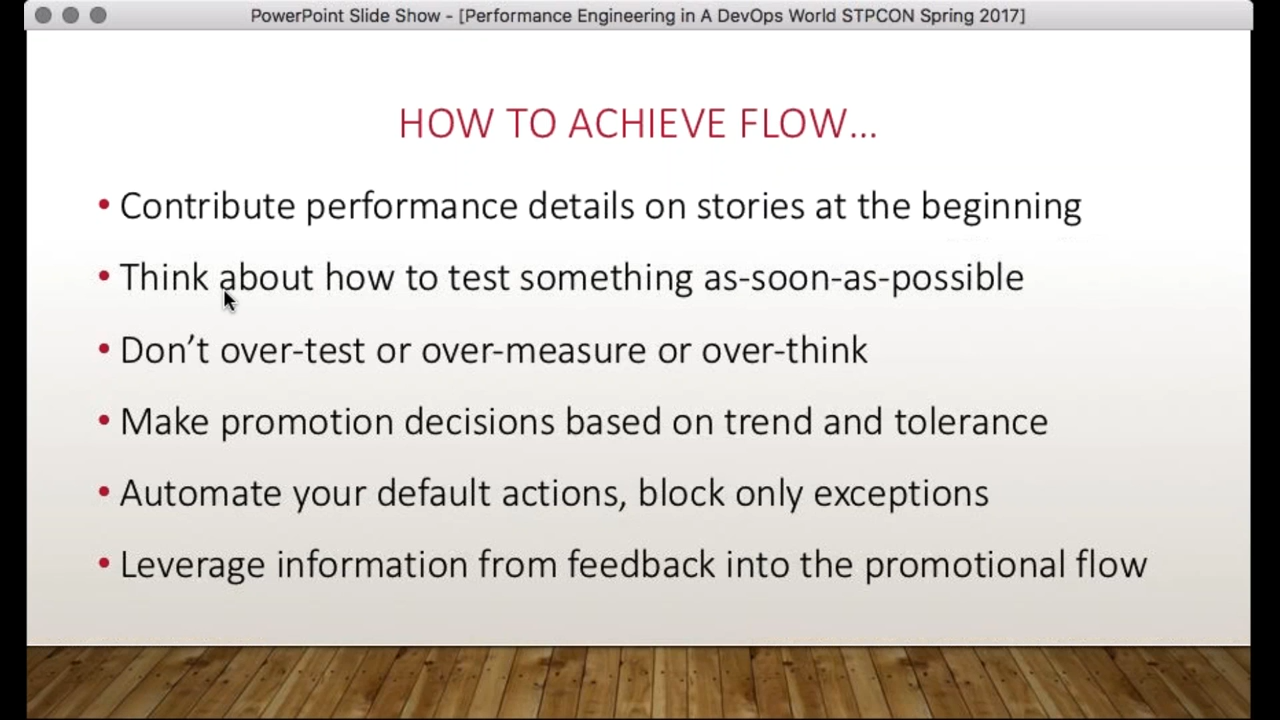 PowerPoint Slide Show - [Performance Engineering in A DevOps World STPCON Spring 2017]
HOW TO ACHIEVE FLOW...
• Contribute performance details on stories at the beginning
• Think about how to test something as-soon-as-possible
• Don’t over-test or over-measure or over-think
• Make promotion decisions based on trend and tolerance
• Automate your default actions, block only exceptions
• Leverage information from feedback into the promotional flow